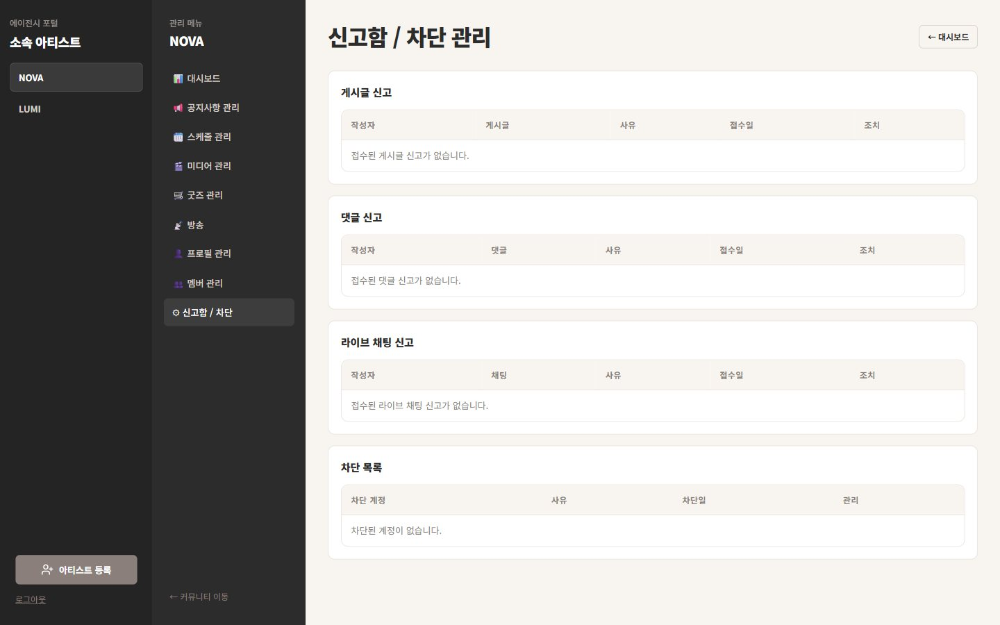 에이전시 포털
소속 아티스트
NOVA
LUMI
아티스트 등록
로그아웃
관리 메뉴
NOVA
대시보드
공지사항 관리
스케줄 관리
미디어 관리
굿즈 관리
방송
프로필 관리
멤버 관리
신고함 / 차단
← 커뮤니티 이동
신고함 / 차단 관리
← 대시보드
게시글 신고
작성자 게시글 사유 접수일 조치
접수된 게시글 신고가 없습니다.
댓글 신고
작성자 댓글 사유 접수일 조치
접수된 댓글 신고가 없습니다.
라이브 채팅 신고
작성자 채팅 사유 접수일 조치
접수된 라이브 채팅 신고가 없습니다.
차단 목록
차단 계정 사유 차단일 관리
차단된 계정이 없습니다.